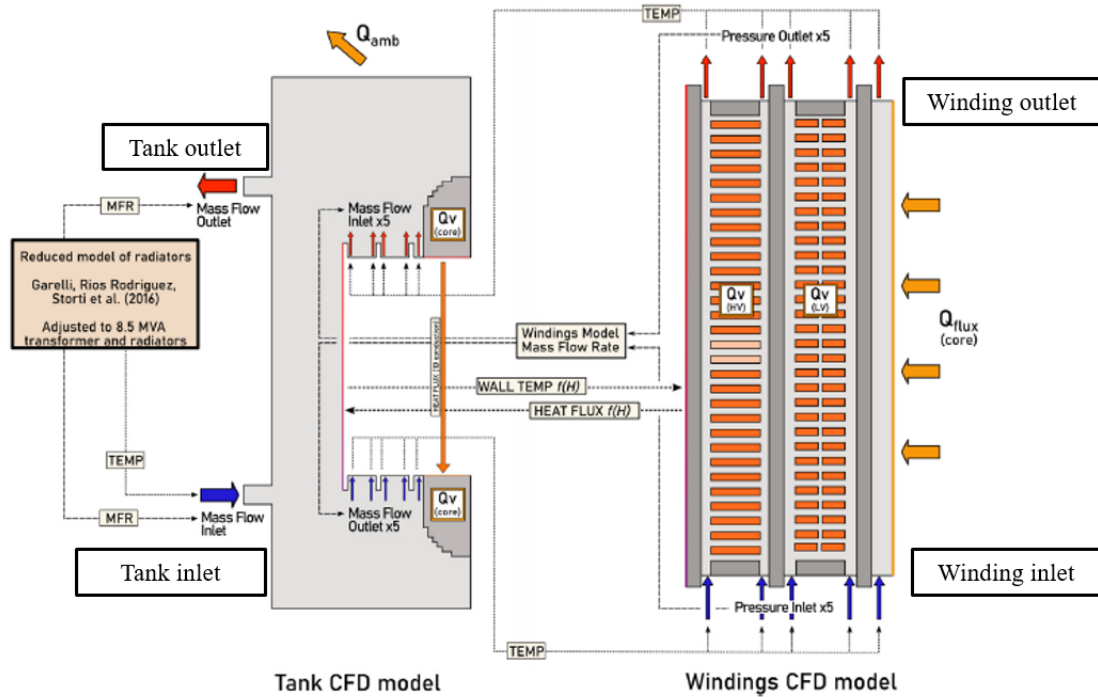 TEMP
Q amb
Pressure Outlet x5
Winding outlet
Tank outlet
MFR
Mass Flow
Outlet
Mass Flow
Inlet x5
Qv
(core)
Reduced model of radiators
Garelli, Rios Rodriguez,
Storti et al. (2016)
Adjusted to 8.5 MVA
transformer and radiators
Qv
(HV)
Qv
(LV)
Windings Model
Mass Flow Rate
Q flux
(core)
WALL TEMP f(H)
HEAT FLUX f(H)
TEMP
MFR
Mass Flow
Inlet
Qv
(core)
Mass Flow
Outlet x5
Tank inlet
Winding inlet
Pressure Inlet x5
TEMP
Tank CFD model
Windings CFD model